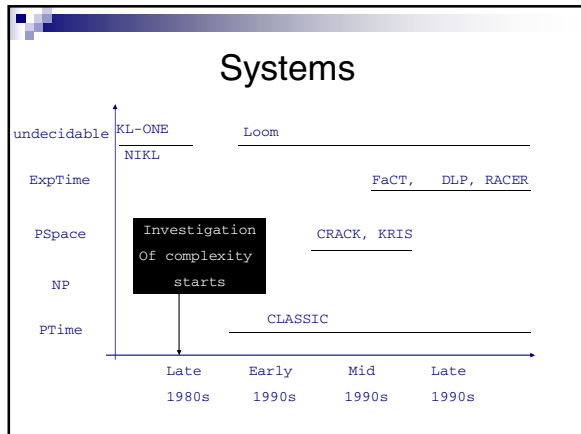 Systems
undecidable KL-ONE Loom
NIKL
ExpTime FaCT, DLP, RACER
PSpace Investigation CRACK, KRIS
Of complexity
NP starts
PTime CLASSIC
Late Early Mid Late
1980s 1990s 1990s 1990s